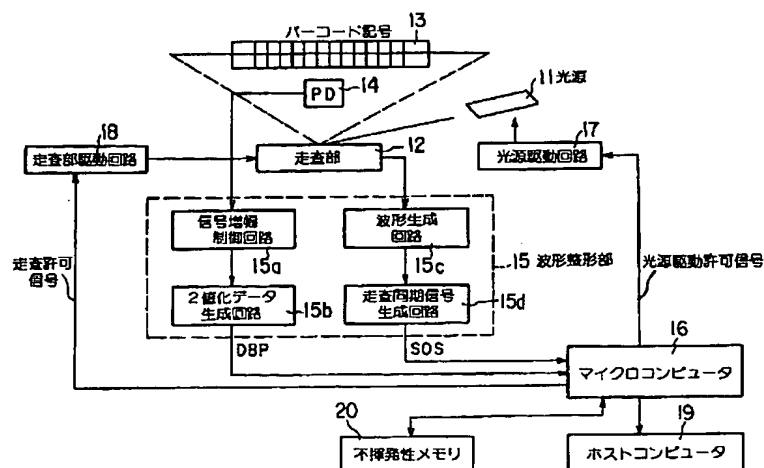 バーコード記号 13
PD 14
11 光源
18
走査部駆動回路
走査部 12
17
光源駆動回路
信号増幅
制御回路
15a
波形生成
回路
15c
15 波形整形部
走査許可
信号
光源駆動許可信号
2値化データ
生成回路
15b
走査同期信号
生成回路
15d
DBP
SOS
16
マイクロコンピュータ
20
不揮発性メモリ
19
ホストコンピュータ